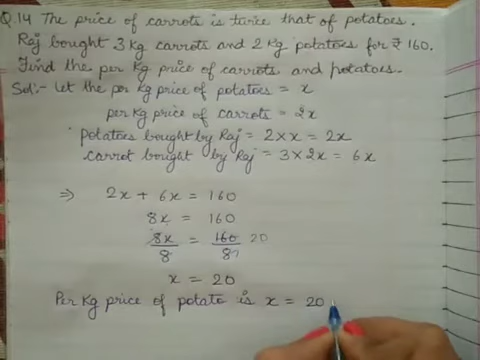 Q.14 The price of carrots is twice that of potatoes.
Raj bought 3 Kg carrots and 2 Kg potatoes for ₹ 160.
Find the per Kg price of carrots and potatoes.
Sol:- Let the per Kg price of potatoes = x
per Kg price of carrots = 2x
Potatoes bought by Raj = 2 × x = 2x
Carrot bought by Raj = 3 × 2x = 6x
⇒ 2x + 6x = 160
8x = 160
8x/8 = 160/8 20
x = 20
Per Kg price of potato is x = 20